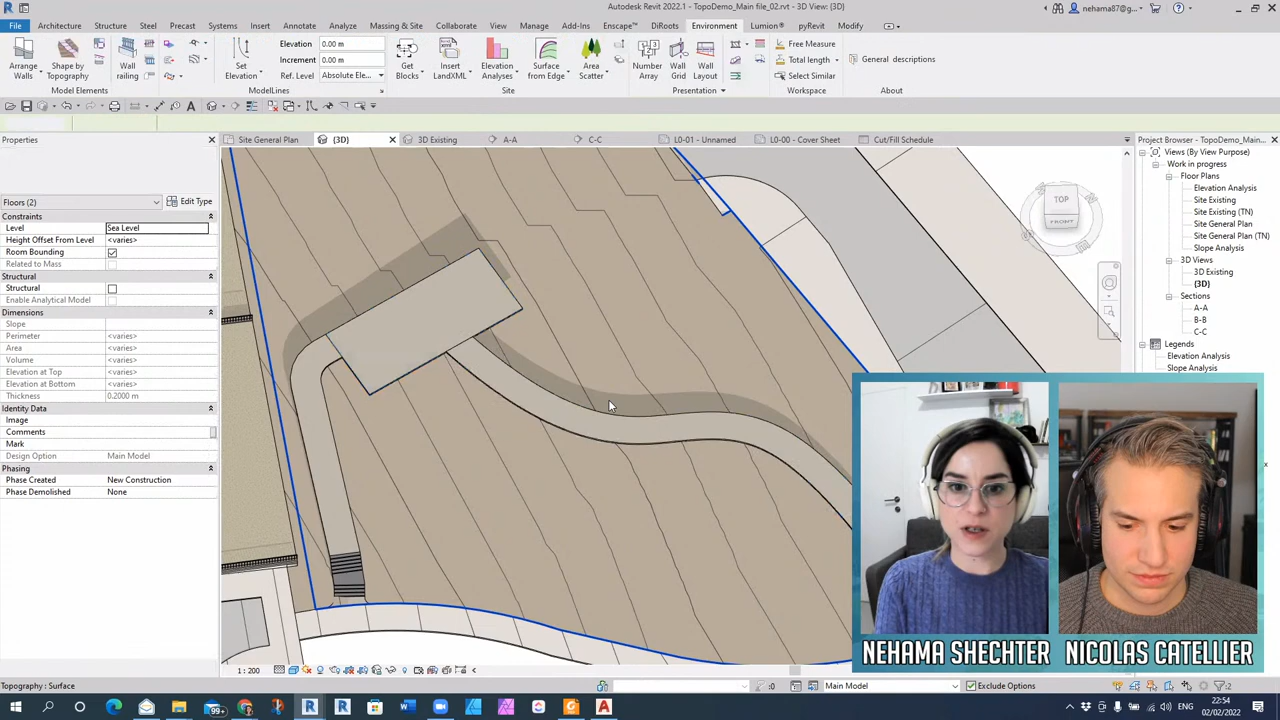 Autodesk Revit 2022.1 - TopoDemo_Main file_02.rvt - 3D View: {3D}
nehama87@g...
File Architecture Structure Steel Precast Systems Insert Annotate Analyze Massing & Site Collaborate View Manage Add-Ins Enscape™ DiRoots Environment Lumion® pyRevit Modify
Elevation 0.00 m
Increment 0.00 m
Ref. Level Absolute Ele...
Arrange Walls
Shape by Topography
Wall railing
Set Elevation
Get Blocks
Insert LandXML
Elevation Analyses
Surface from Edge
Area Scatter
Number Array
Wall Grid
Wall Layout
Free Measure
Total length
Select Similar
General descriptions
Model Elements ModelLines Site Presentation Workspace About
Properties
Site General Plan {3D} 3D Existing A-A C-C L0-01 - Unnamed L0-00 - Cover Sheet Cut/Fill Schedule
Project Browser - TopoDemo_Main...
Floors (2) Edit Type
Constraints
Level Sea Level
Height Offset From Level <varies>
Room Bounding
Related to Mass
Structural
Structural
Enable Analytical Model
Dimensions
Slope
Perimeter <varies>
Area <varies>
Volume <varies>
Elevation at Top <varies>
Elevation at Bottom <varies>
Thickness 0.2000 m
Identity Data
Image
Comments
Mark
Design Option Main Model
Phasing
Phase Created New Construction
Phase Demolished None
TOP
FRONT
Views (By View Purpose)
Work in progress
Floor Plans
Elevation Analysis
Site Existing
Site Existing (TN)
Site General Plan
Site General Plan (TN)
Slope Analysis
3D Views
3D Existing
{3D}
Sections
A-A
B-B
C-C
Legends
Elevation Analysis
Slope Analysis
NEHAMA SHECHTER NICOLAS CATELLIER
1 : 200
Topography : Surface
:0
Main Model
Exclude Options
:2
99+
ENG
22:54
02/02/2022